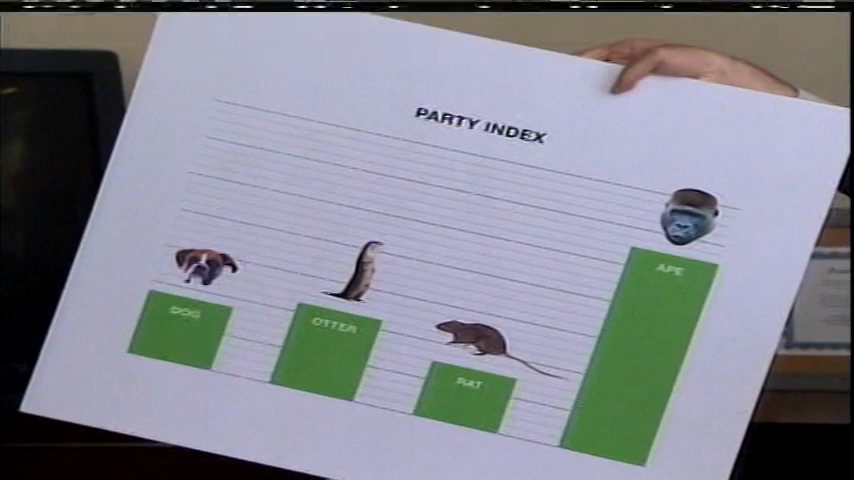 PARTY INDEX
DOG
OTTER
RAT
APE